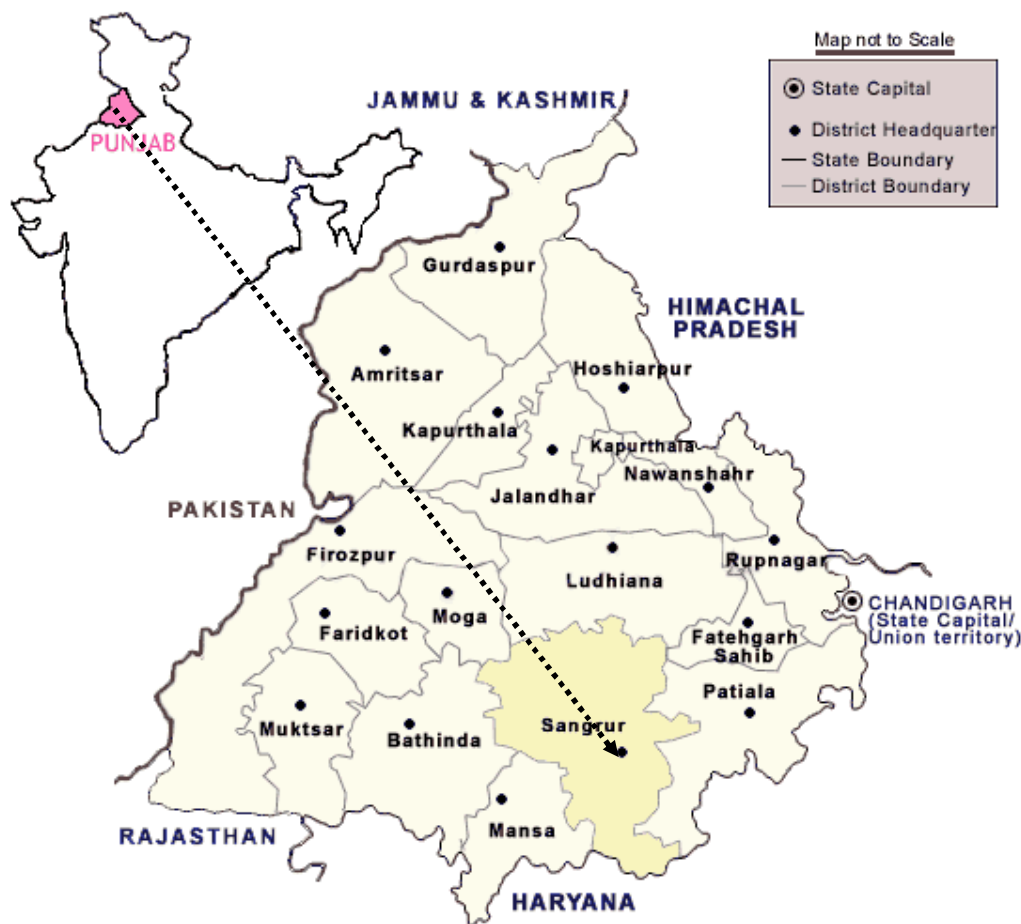 Map not to Scale
State Capital
District Headquarter
State Boundary
District Boundary
JAMMU & KASHMIR
PUNJAB
Gurdaspur
HIMACHAL
PRADESH
Amritsar
Hoshiarpur
Kapurthala
Kapurthala
Nawanshahr
Jalandhar
PAKISTAN
Firozpur
Ludhiana
Rupnagar
CHANDIGARH
(State Capital/
Union territory)
Moga
Faridkot
Fatehgarh
Sahib
Patiala
Muktsar
Bathinda
Sangrur
Mansa
RAJASTHAN
HARYANA